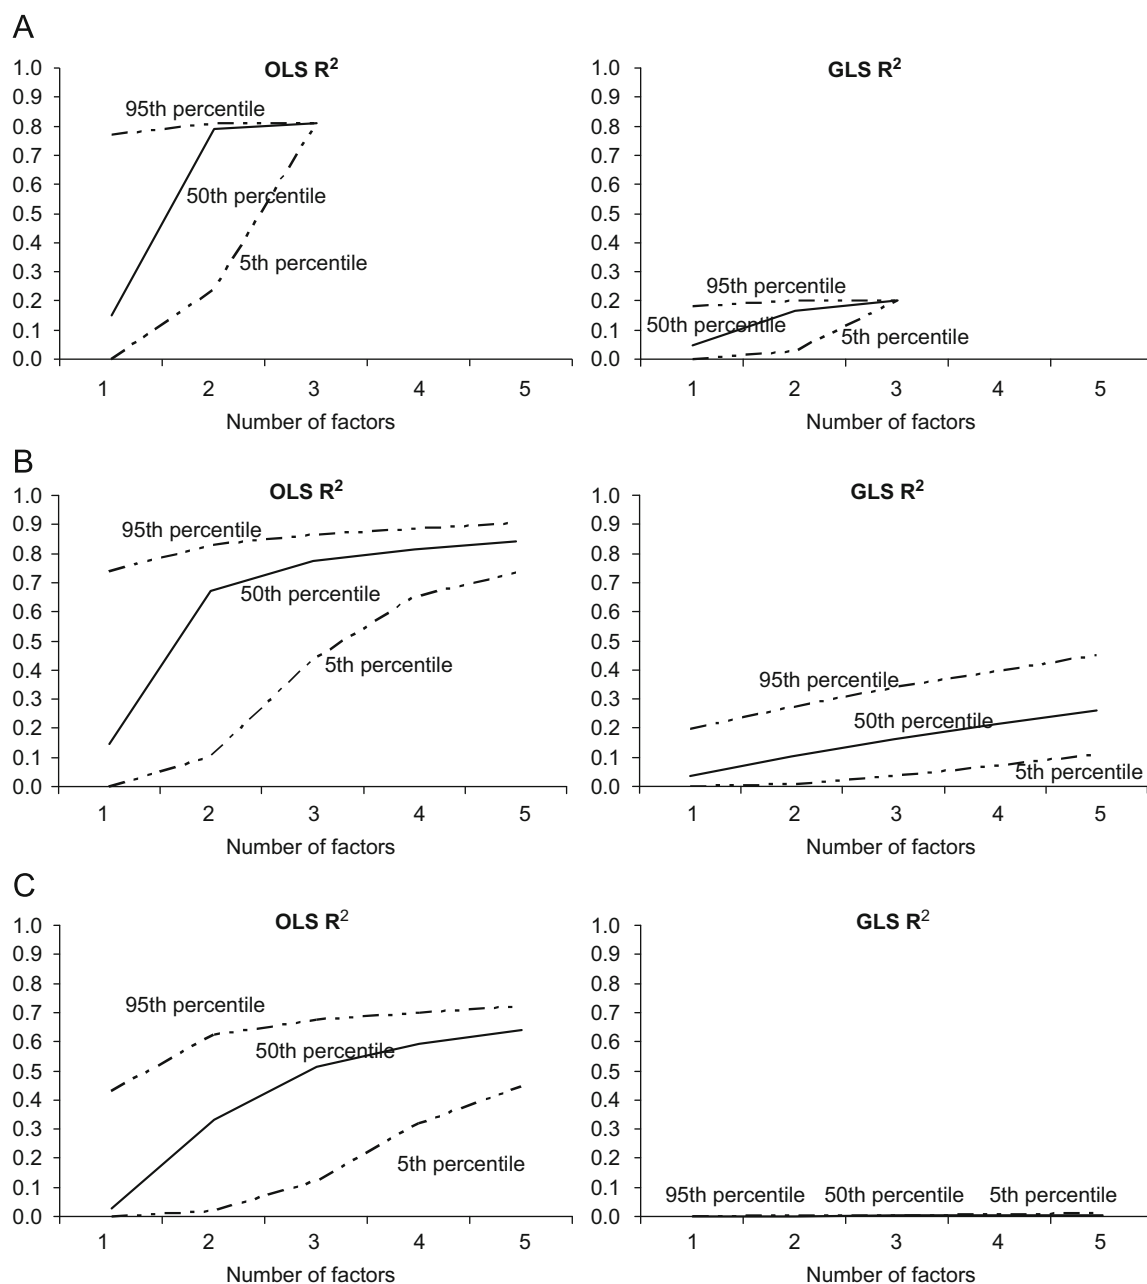 A
OLS R²
1.0
0.9
0.8
0.7
0.6
0.5
0.4
0.3
0.2
0.1
0.0
95th percentile
50th percentile
5th percentile
1 2 3 4 5
Number of factors
GLS R²
1.0
0.9
0.8
0.7
0.6
0.5
0.4
0.3
0.2
0.1
0.0
95th percentile
50th percentile
5th percentile
1 2 3 4 5
Number of factors
B
OLS R²
1.0
0.9
0.8
0.7
0.6
0.5
0.4
0.3
0.2
0.1
0.0
95th percentile
50th percentile
5th percentile
1 2 3 4 5
Number of factors
GLS R²
1.0
0.9
0.8
0.7
0.6
0.5
0.4
0.3
0.2
0.1
0.0
95th percentile
50th percentile
5th percentile
1 2 3 4 5
Number of factors
C
OLS R²
1.0
0.9
0.8
0.7
0.6
0.5
0.4
0.3
0.2
0.1
0.0
95th percentile
50th percentile
5th percentile
1 2 3 4 5
Number of factors
GLS R²
1.0
0.9
0.8
0.7
0.6
0.5
0.4
0.3
0.2
0.1
0.0
95th percentile 50th percentile 5th percentile
1 2 3 4 5
Number of factors